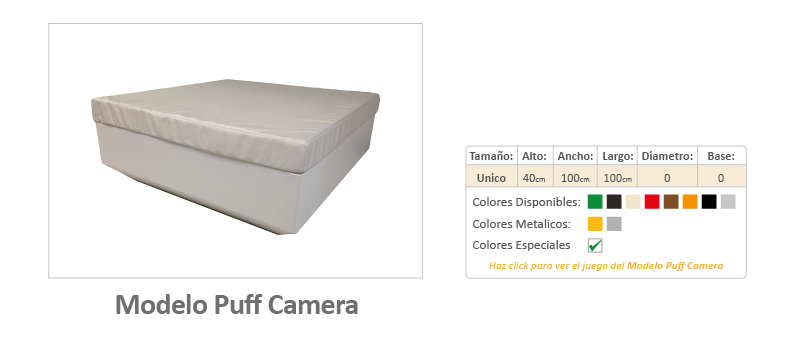 Tamaño: Alto: Ancho: Largo: Diametro: Base:
Unico 40cm 100cm 100cm 0 0
Colores Disponibles:
Colores Metalicos:
Colores Especiales
Haz click para ver el juego del Modelo Puff Camera
Modelo Puff Camera